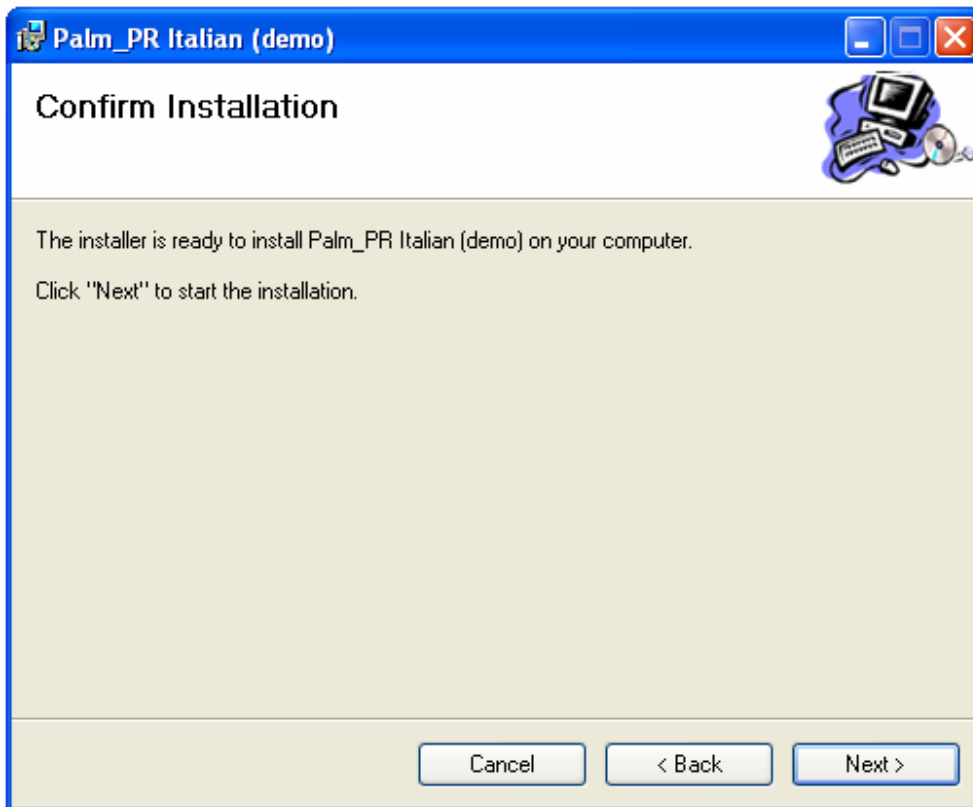 Palm_PR Italian (demo)
Confirm Installation
The installer is ready to install Palm_PR Italian (demo) on your computer.
Click "Next" to start the installation.
Cancel
< Back
Next >